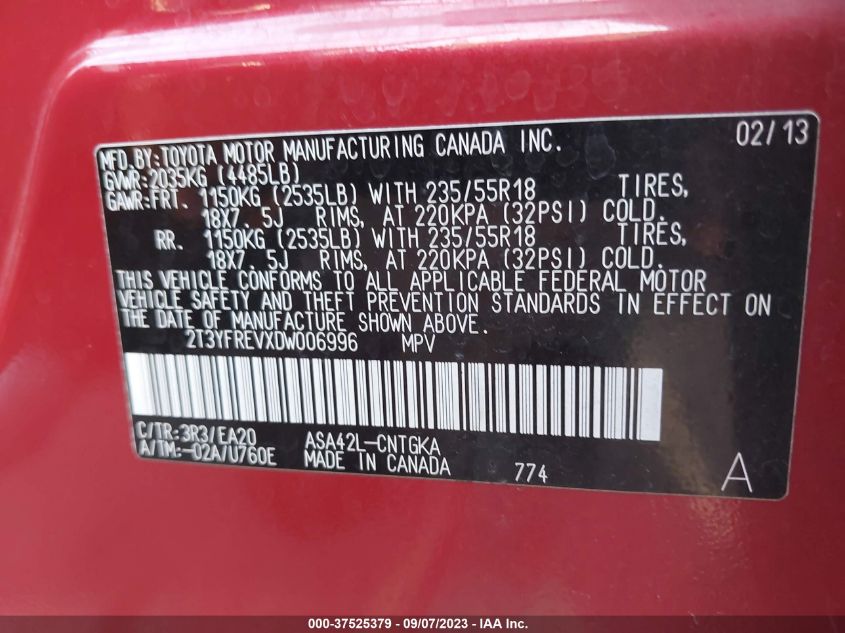 MFD.BY:TOYOTA MOTOR MANUFACTURING CANADA INC. 02/13
GVWR:2035KG (4485LB)
GAWR:FRT. 1150KG (2535LB) WITH 235/55R18 TIRES,
18X7.5J RIMS, AT 220KPA (32PSI) COLD.
RR. 1150KG (2535LB) WITH 235/55R18 TIRES,
18X7.5J RIMS, AT 220KPA (32PSI) COLD.
THIS VEHICLE CONFORMS TO ALL APPLICABLE FEDERAL MOTOR
VEHICLE SAFETY AND THEFT PREVENTION STANDARDS IN EFFECT ON
THE DATE OF MANUFACTURE SHOWN ABOVE.
2T3YFREVXDW006996 MPV
C/TR:3R3/EA20 ASA42L-CNTGKA
A/TM:-02A/U760E MADE IN CANADA 774 A
000-37525379 - 09/07/2023 - IAA Inc.